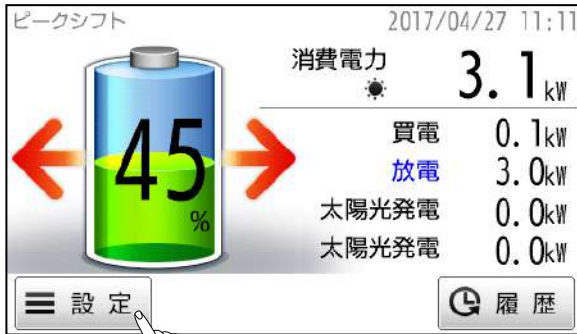 ピークシフト 2017/04/27 11:11
消費電力 3.1kW
45%
買電 0.1kW
放電 3.0kW
太陽光発電 0.0kW
太陽光発電 0.0kW
設定 履歴